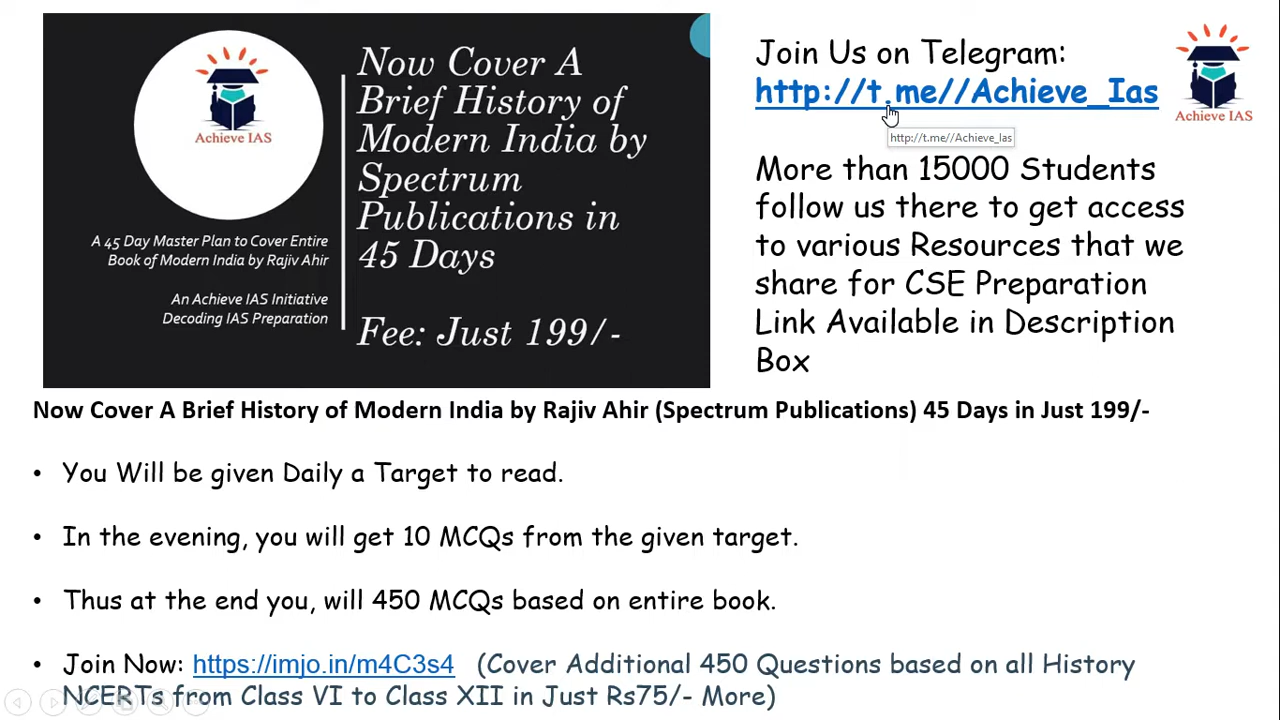 Achieve IAS
A 45 Day Master Plan to Cover Entire
Book of Modern India by Rajiv Ahir
An Achieve IAS Initiative
Decoding IAS Preparation
Now Cover A
Brief History of
Modern India by
Spectrum
Publications in
45 Days
Fee: Just 199/-
Join Us on Telegram:
http://t.me//Achieve_Ias
http://t.me//Achieve_Ias
Achieve IAS
More than 15000 Students
follow us there to get access
to various Resources that we
share for CSE Preparation
Link Available in Description
Box
Now Cover A Brief History of Modern India by Rajiv Ahir (Spectrum Publications) 45 Days in Just 199/-
• You Will be given Daily a Target to read.
• In the evening, you will get 10 MCQs from the given target.
• Thus at the end you, will 450 MCQs based on entire book.
• Join Now: https://imjo.in/m4C3s4 (Cover Additional 450 Questions based on all History
NCERTs from Class VI to Class XII in Just Rs75/- More)